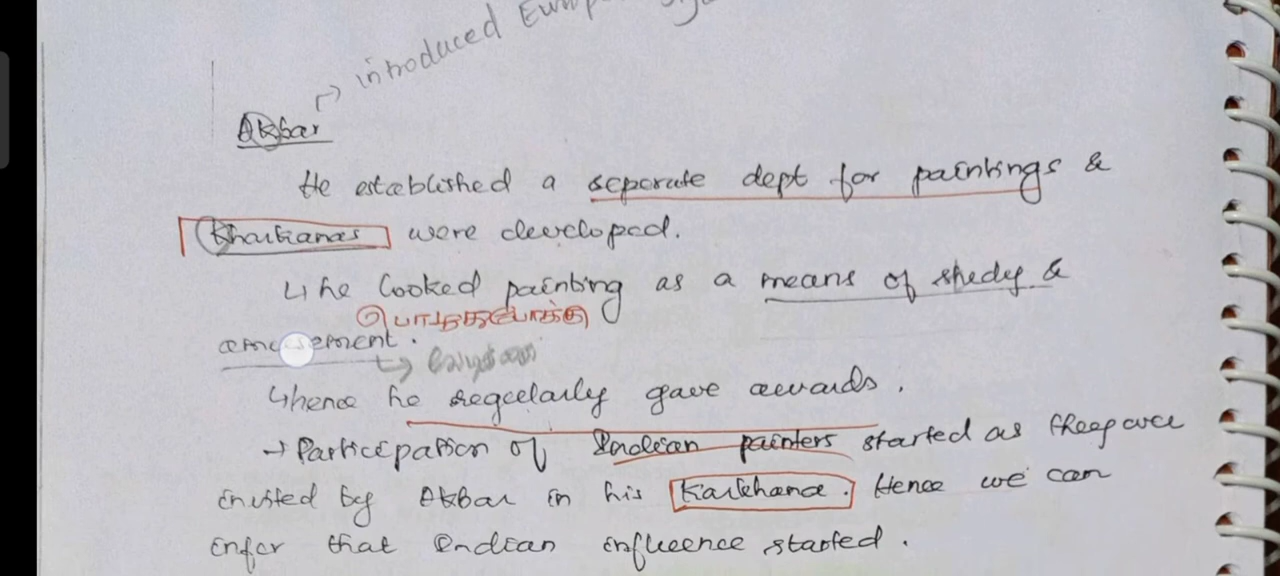 introduced
Akbar
He established a separate dept for paintings &
Kharkanas were developed.
↳ he looked painting as a means of study &
பொழுதுபோக்கு
amusement.
↳ hence he regularly gave awards.
→ Participation of Indian painters started as they were
invited by Akbar in his Karkhana. Hence we can
infer that Indian influence started.